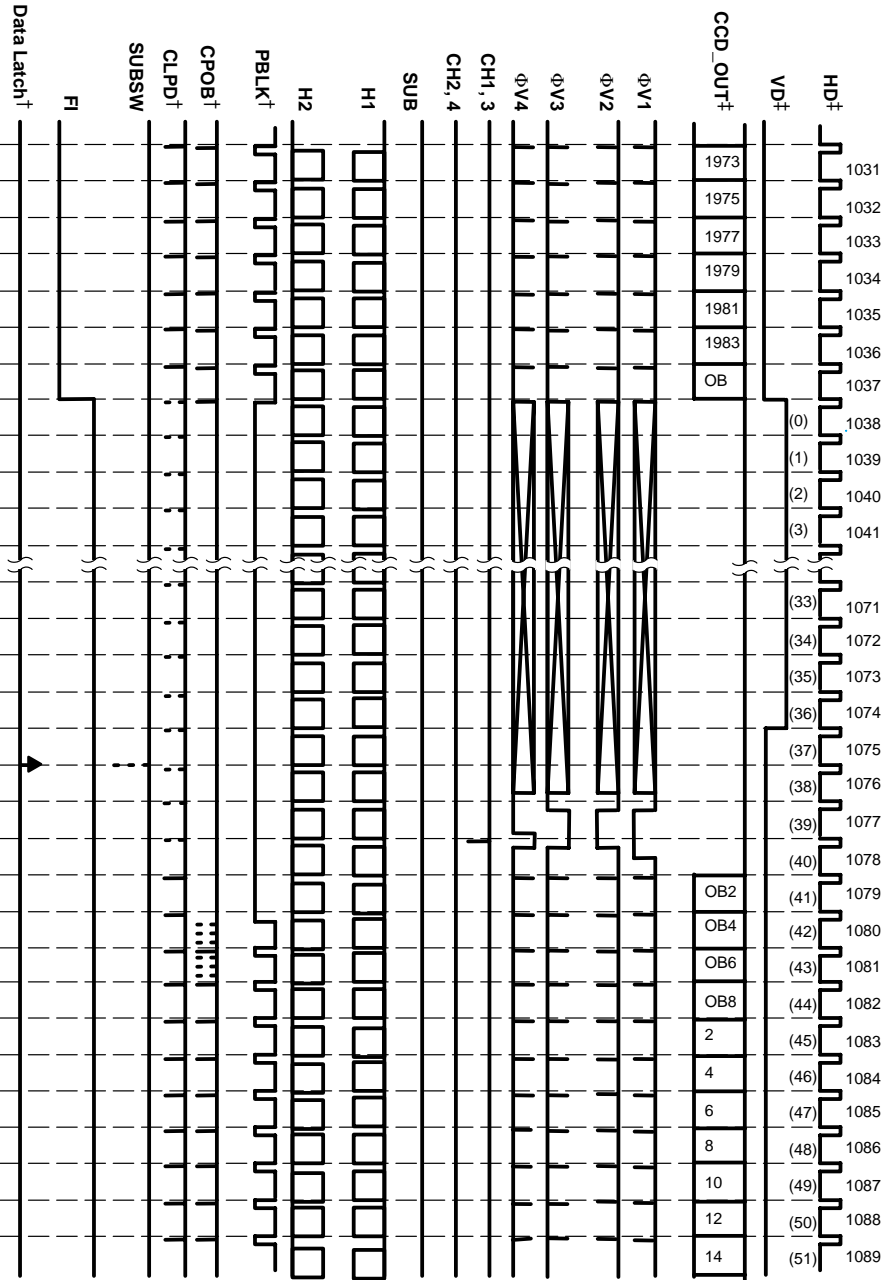 HD‡
VD‡
CCD_OUT‡
ΦV1
ΦV2
ΦV3
ΦV4
CH1, 3
CH2, 4
SUB
H1
H2
PBLK†
CPOB†
CLPD†
SUBSW
FI
Data Latch†
1973 1031
1975 1032
1977 1033
1979 1034
1981 1035
1983 1036
OB 1037
(0) 1038
(1) 1039
(2) 1040
(3) 1041
(33) 1071
(34) 1072
(35) 1073
(36) 1074
(37) 1075
(38) 1076
(39) 1077
(40) 1078
OB2 (41) 1079
OB4 (42) 1080
OB6 (43) 1081
OB8 (44) 1082
2 (45) 1083
4 (46) 1084
6 (47) 1085
8 (48) 1086
10 (49) 1087
12 (50) 1088
14 (51) 1089